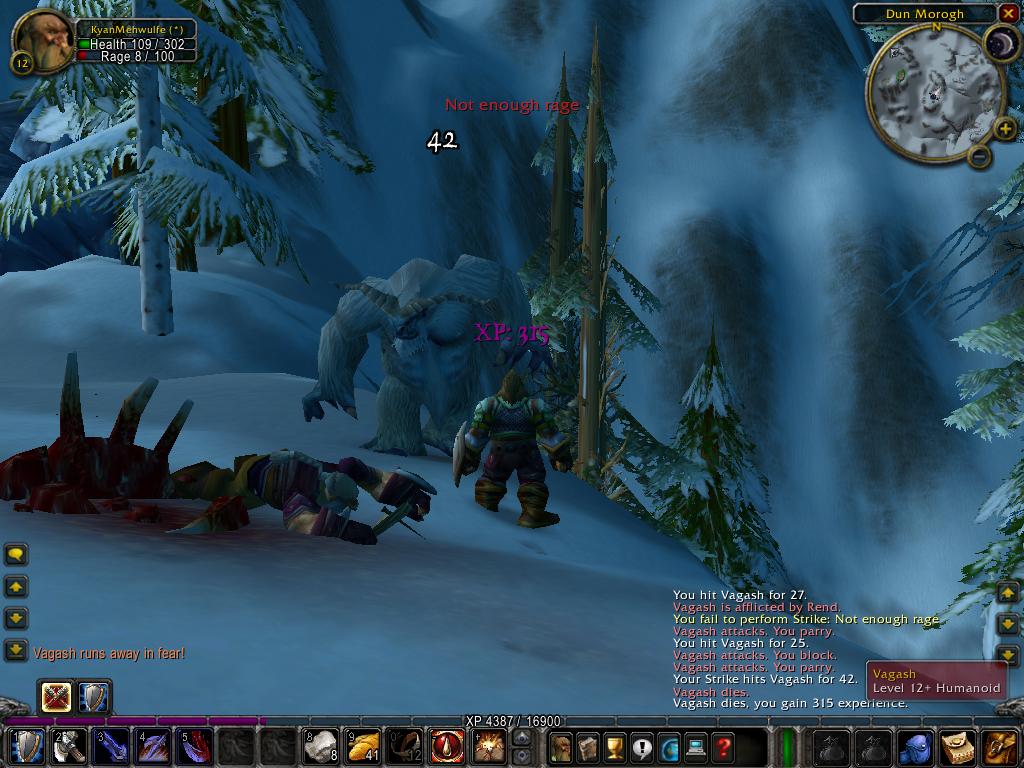 KyanMehwulfe (*)
Health 109 / 302
Rage 8 / 100
12
Dun Morogh
N
Not enough rage
42
XP: 315
You hit Vagash for 27.
Vagash is afflicted by Rend.
You fail to perform Strike: Not enough rage
Vagash attacks. You parry.
You hit Vagash for 25.
Vagash attacks. You block.
Vagash attacks. You parry.
Your Strike hits Vagash for 42.
Vagash dies.
Vagash dies, you gain 315 experience.
Vagash runs away in fear!
Vagash
Level 12+ Humanoid
XP 4387 / 16900
1 2 3 4 5 8 8 9 41 0 12